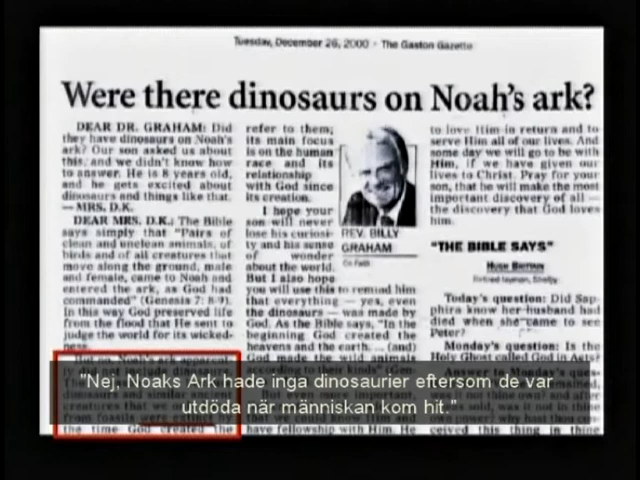 Tuesday, December 26, 2000 · The Gaston Gazette
Were there dinosaurs on Noah's ark?
DEAR DR. GRAHAM: Did
they have dinosaurs on Noah's
ark? Our son asked us about
this, and we didn't know how
to answer. He is 8 years old,
and he gets excited about
dinosaurs and things like that.
— MRS. D.K.
DEAR MRS. D.K.: The Bible
says simply that "Pairs of
clean and unclean animals, of
birds and of all creatures that
move along the ground, male
and female, came to Noah and
entered the ark, as God had
commanded" (Genesis 7: 8-9).
In this way God preserved life
from the flood that He sent to
judge the world for its wicked-
ness.
the time God created the
refer to them;
its main focus
is on the human
race and its
relationship
with God since
its creation.
I hope your
son will never
lose his curiosi-
ty and his sense
of wonder
about the world.
But I also hope
you will use this to remind him
that everything — yes, even
the dinosaurs — was made by
God. As the Bible says, "In the
beginning God created the
heavens and the earth. ... (and)
God made the wild animals
have fellowship with Him. He
REV. BILLY
GRAHAM
to love Him in return and to
serve Him all of our lives. And
some day we will go to be with
Him, if we have given our
lives to Christ. Pray for your
son, that he will make the most
important discovery of all —
the discovery that God loves
him.
"THE BIBLE SAYS"
Today's question: Did Sap-
phira know her husband had
died when she came to see
Peter?
Monday's question: Is the
Holy Ghost called God in Acts?
ceived this thing in thine
"Nej, Noaks Ark hade inga dinosaurier eftersom de var
utdöda när människan kom hit."